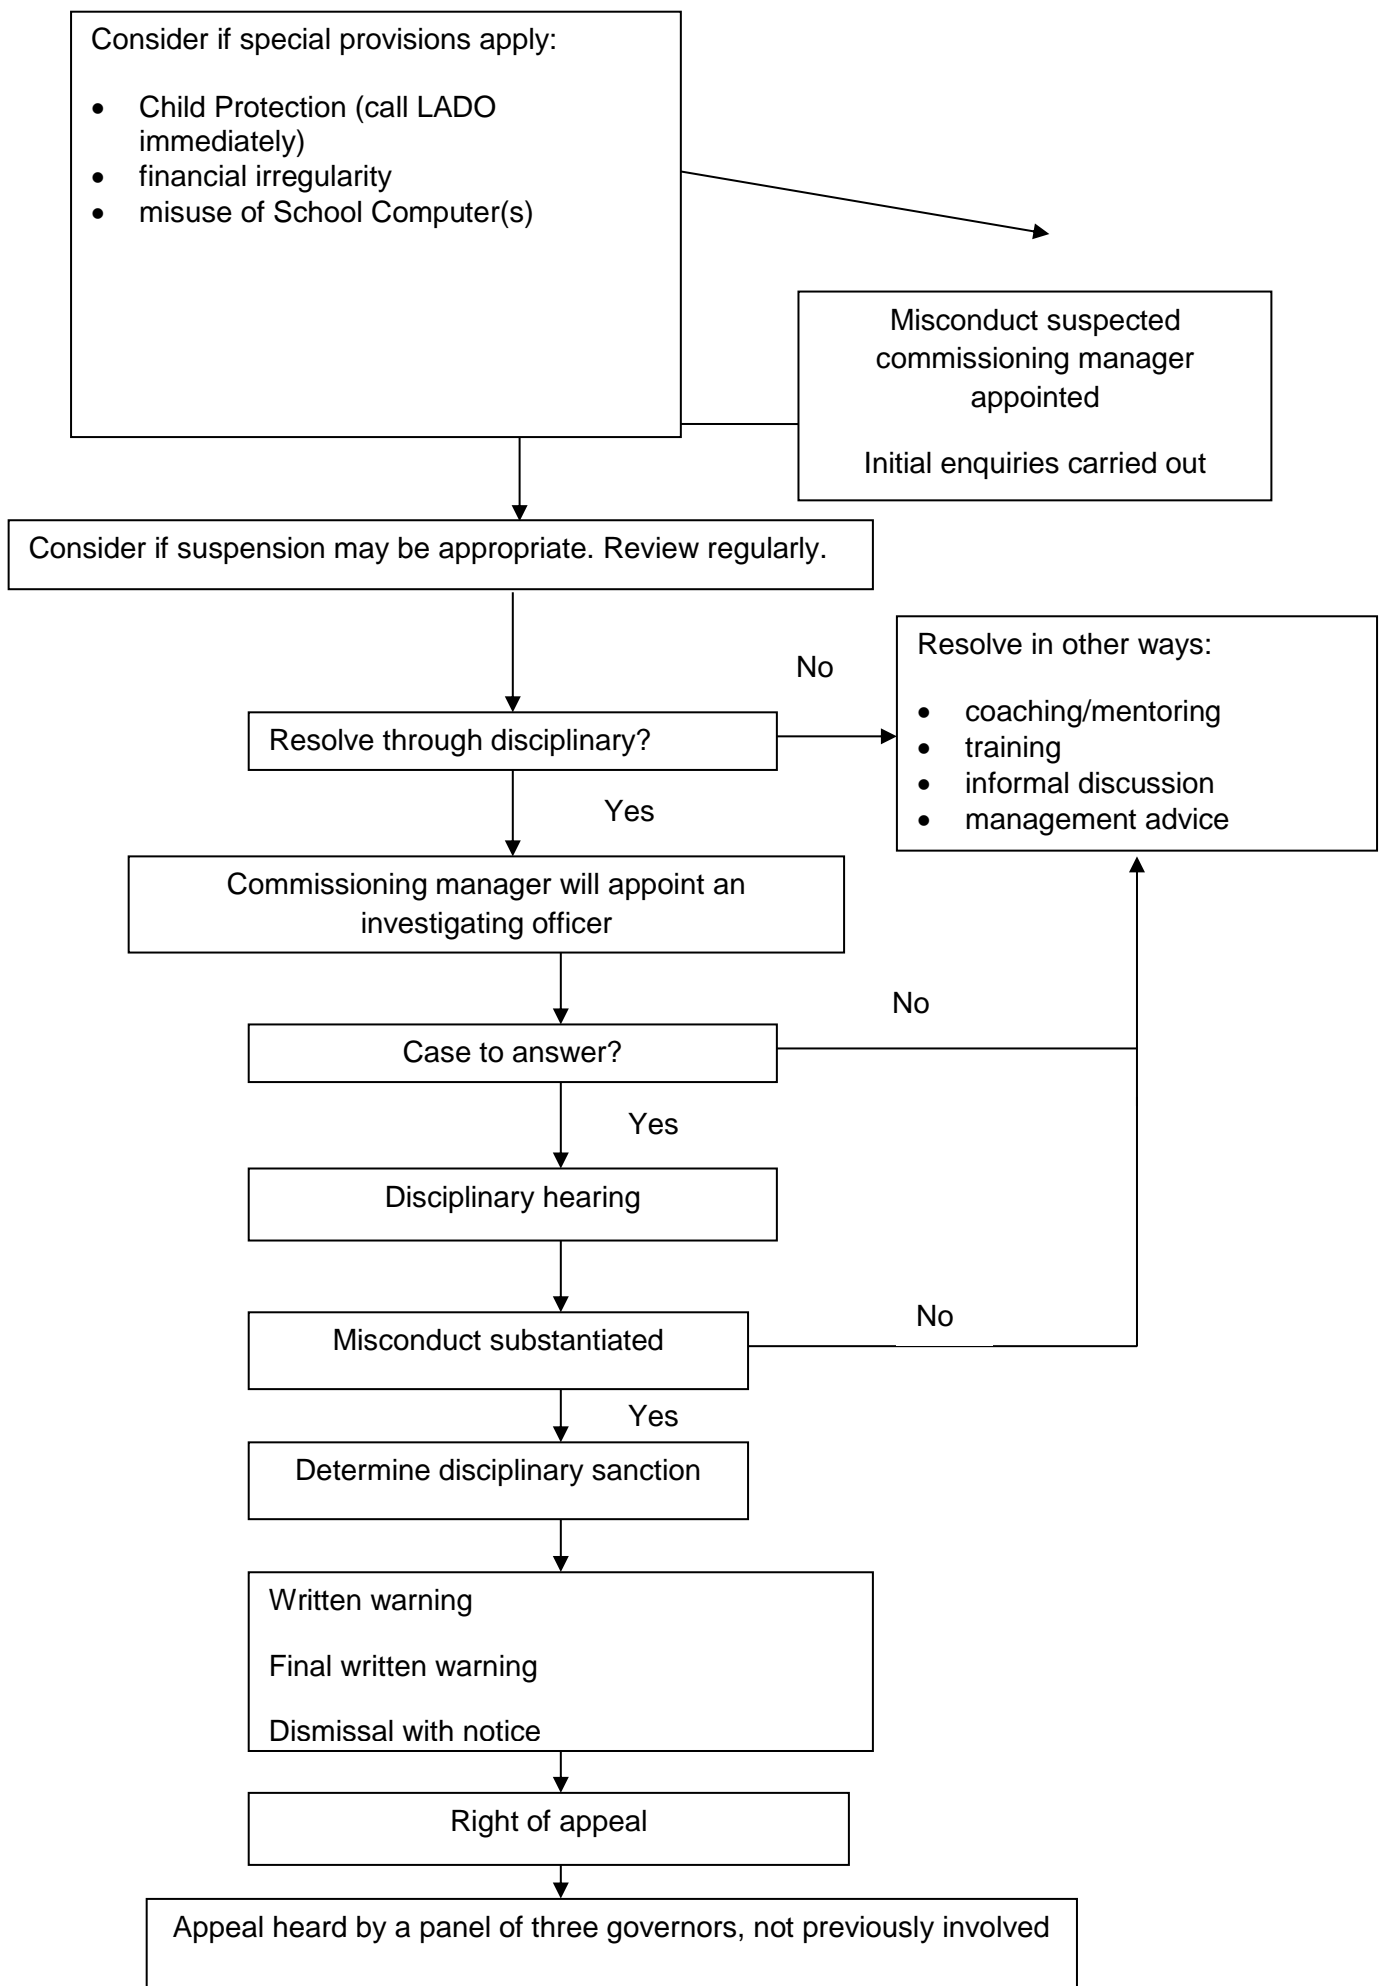 Consider if special provisions apply:
• Child Protection (call LADO
immediately)
• financial irregularity
• misuse of School Computer(s)
Misconduct suspected
commissioning manager
appointed
Initial enquiries carried out
Consider if suspension may be appropriate. Review regularly.
No
Resolve in other ways:
• coaching/mentoring
• training
• informal discussion
• management advice
Resolve through disciplinary?
Yes
Commissioning manager will appoint an
investigating officer
No
Case to answer?
Yes
Disciplinary hearing
No
Misconduct substantiated
Yes
Determine disciplinary sanction
Written warning
Final written warning
Dismissal with notice
Right of appeal
Appeal heard by a panel of three governors, not previously involved